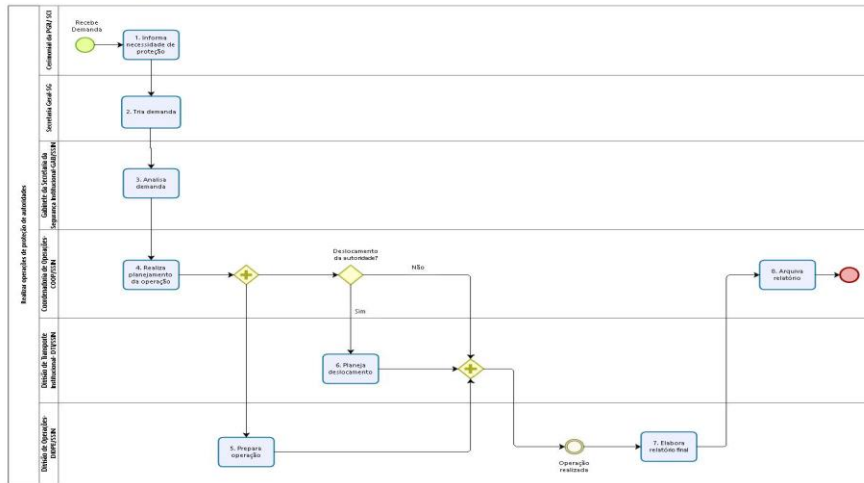 Realizar operações de proteção de autoridades
Cerimonial da PGR/ SCI
Recebe
Demanda
1. Informa
necessidade de
proteção
Secretaria Geral-SG
2. Tria demanda
Gabinete da Secretaria da
Segurança Institucional-GAB/SSIN
3. Analisa
demanda
Coordenadoria de Operações-
COOP/SSIN
4. Realiza
planejamento
da operação
Deslocamento
da autoridade?
Não
Sim
8. Arquiva
relatório
Divisão de Transporte
Institucional- DTI/SSIN
6. Planeja
deslocamento
Divisão de Operações-
5. Prepara
operação
Operação
realizada
7. Elabora
relatório final